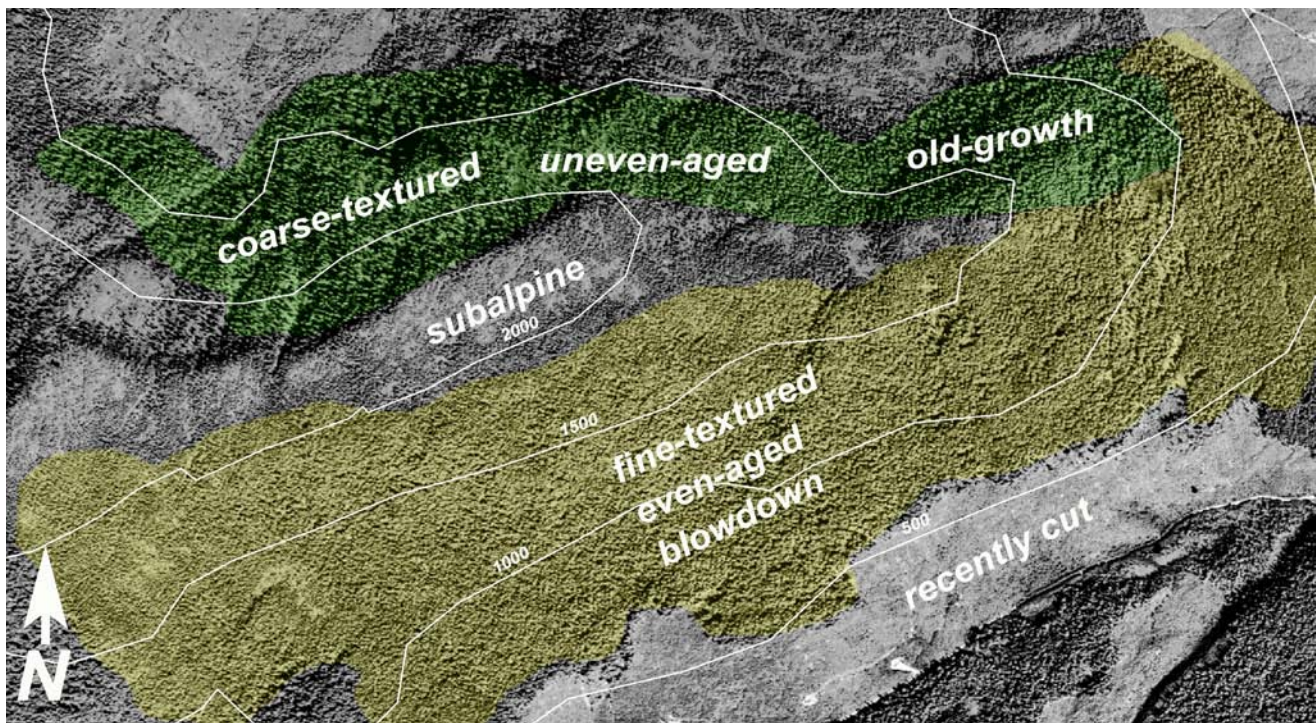 coarse-textured
uneven-aged
old-growth
subalpine
2000
1500
fine-textured
even-aged
blowdown
1000
500
recently cut
N